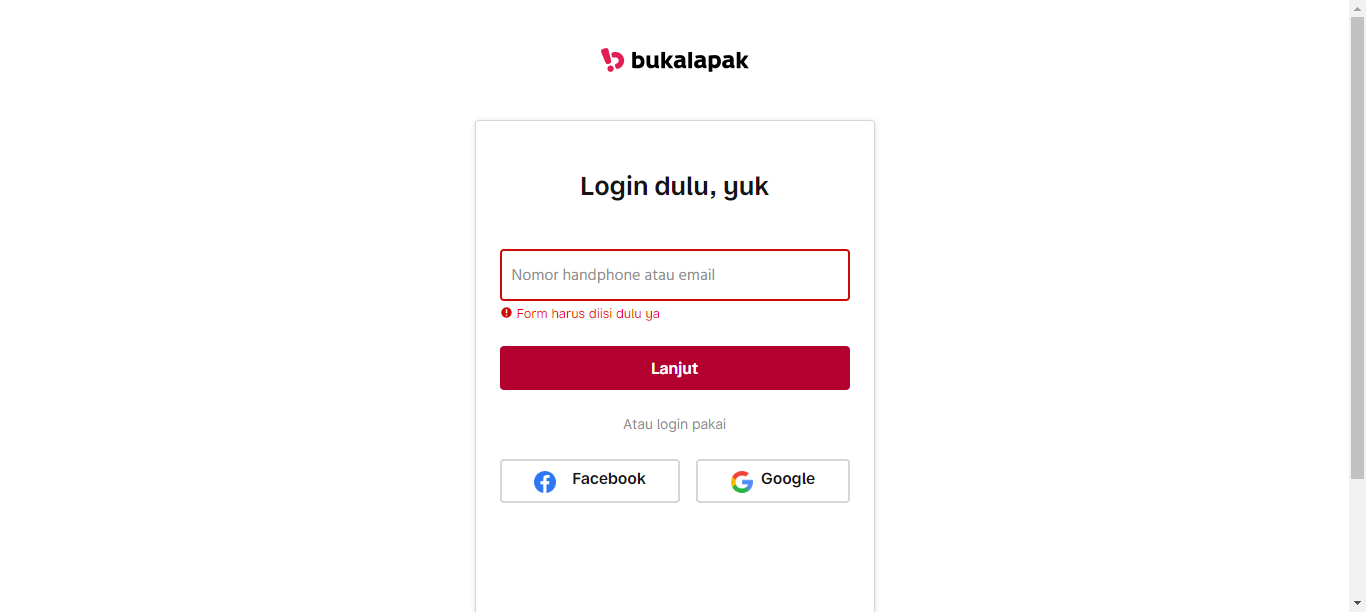 bukalapak
Login dulu, yuk
Nomor handphone atau email
Form harus diisi dulu ya
Lanjut
Atau login pakai
Facebook
Google